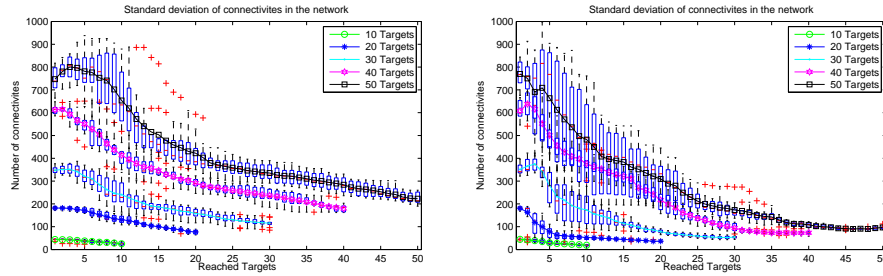 Standard deviation of connectivites in the network
1000
900
800
700
600
500
400
300
200
100
0
Number of connectivites
5 10 15 20 25 30 35 40 45 50
Reached Targets
10 Targets
20 Targets
30 Targets
40 Targets
50 Targets
Standard deviation of connectivites in the network
1000
900
800
700
600
500
400
300
200
100
0
Number of connectivites
5 10 15 20 25 30 35 40 45 50
Reached Targets
10 Targets
20 Targets
30 Targets
40 Targets
50 Targets